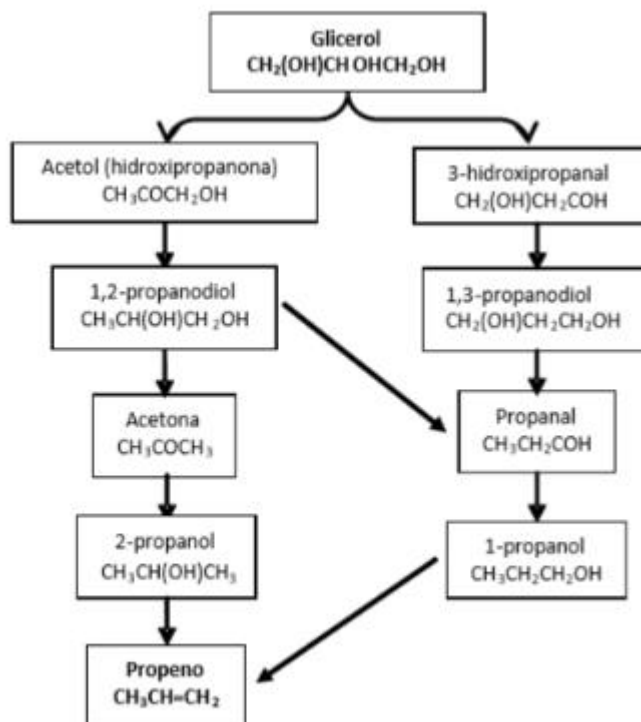 Glicerol
CH₂(OH)CHOHCH₂OH
Acetol (hidroxipropanona)
CH₃COCH₂OH
3-hidroxipropanal
CH₂(OH)CH₂COH
1,2-propanodiol
CH₃CH(OH)CH₂OH
1,3-propanodiol
CH₂(OH)CH₂CH₂OH
Acetona
CH₃COCH₃
Propanal
CH₃CH₂COH
2-propanol
CH₃CH(OH)CH₃
1-propanol
CH₃CH₂CH₂OH
Propeno
CH₃CH=CH₂